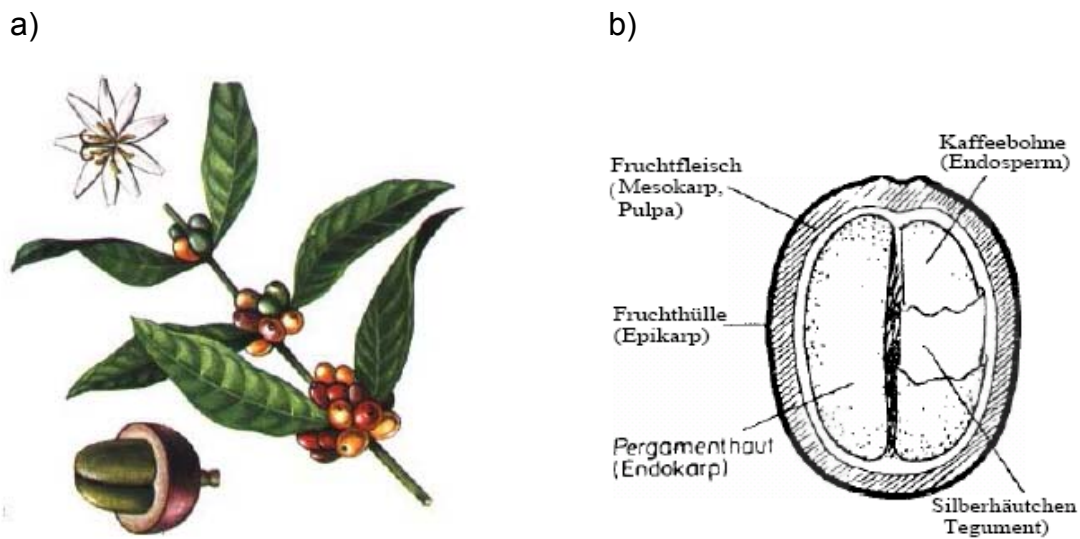 a)
b)
Kaffeebohne
(Endosperm)
Fruchtfleisch
(Mesokarp,
Pulpa)
Fruchthülle
(Epikarp)
Pergamenthaut
(Endokarp)
Silberhäutchen
Tegument)